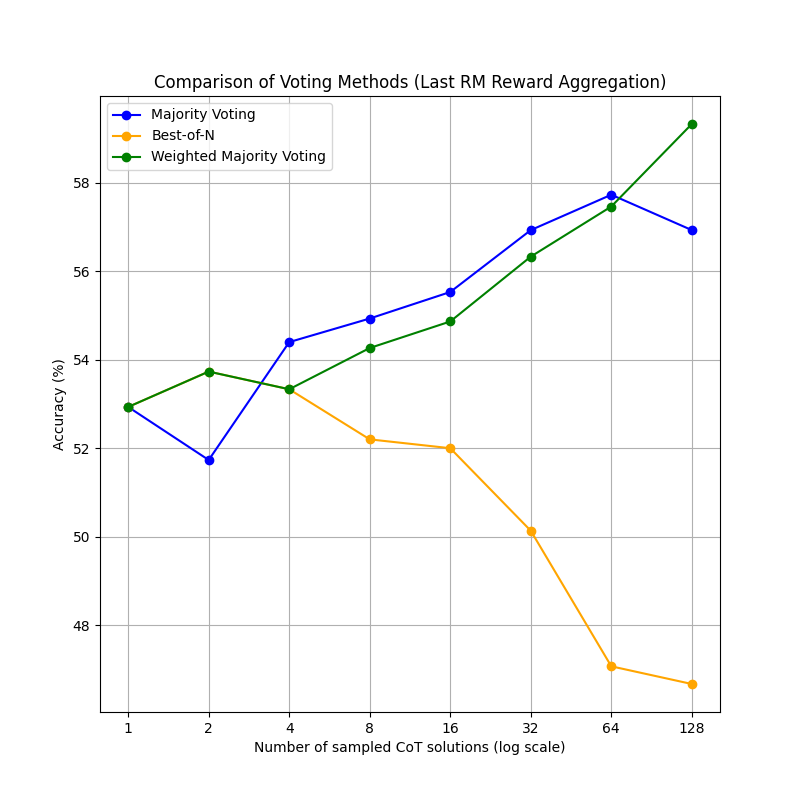 Comparison of Voting Methods (Last RM Reward Aggregation)
Majority Voting
Best-of-N
Weighted Majority Voting
Accuracy (%)
58
56
54
52
50
48
1 2 4 8 16 32 64 128
Number of sampled CoT solutions (log scale)